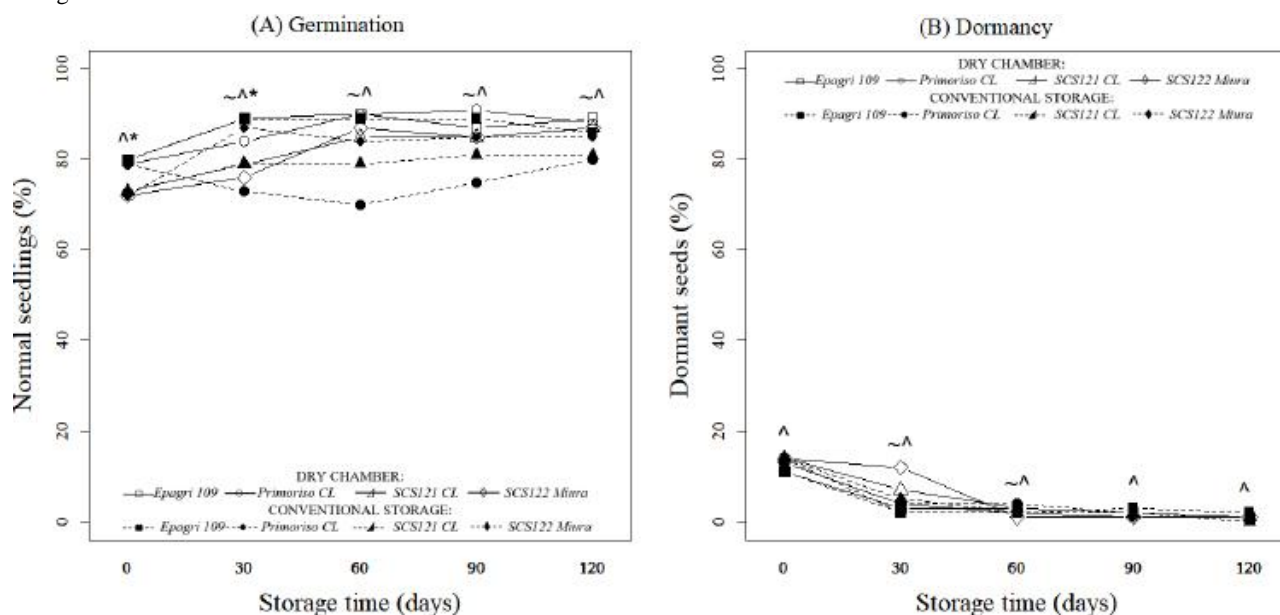 (A) Germination
Normal seedlings (%)
100
80
60
40
20
0
^*
~^*
~^
~^
~^
DRY CHAMBER:
Epagri 109 Primoriso CL SCS121 CL SCS122 Miura
CONVENTIONAL STORAGE:
Epagri 109 Primoriso CL SCS121 CL SCS122 Miura
0 30 60 90 120
Storage time (days)
(B) Dormancy
Dormant seeds (%)
100
80
60
40
20
0
DRY CHAMBER:
Epagri 109 Primoriso CL SCS121 CL SCS122 Miura
CONVENTIONAL STORAGE:
Epagri 109 Primoriso CL SCS121 CL SCS122 Miura
^
~^
~^
^
^
0 30 60 90 120
Storage time (days)